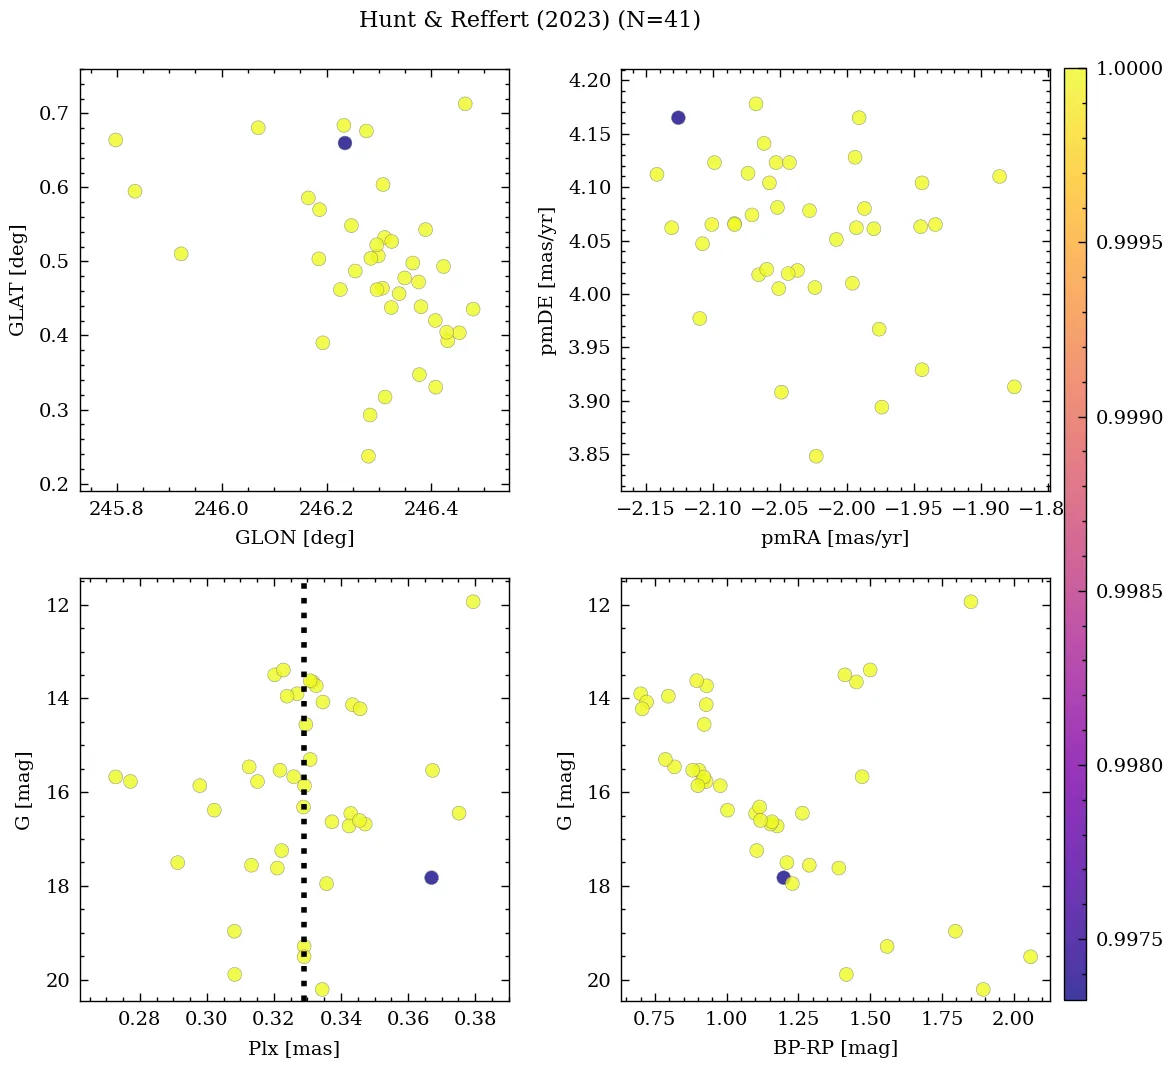 Hunt & Reffert (2023) (N=41)
0.7
0.6
0.5
0.4
0.3
0.2
GLAT [deg]
245.8 246.0 246.2 246.4
GLON [deg]
4.20
4.15
4.10
4.05
4.00
3.95
3.90
3.85
pmDE [mas/yr]
−2.15 −2.10 −2.05 −2.00 −1.95 −1.90 −1.8
pmRA [mas/yr]
12
14
16
18
20
G [mag]
0.28 0.30 0.32 0.34 0.36 0.38
Plx [mas]
12
14
16
18
20
G [mag]
0.75 1.00 1.25 1.50 1.75 2.00
BP-RP [mag]
1.0000
0.9995
0.9990
0.9985
0.9980
0.9975